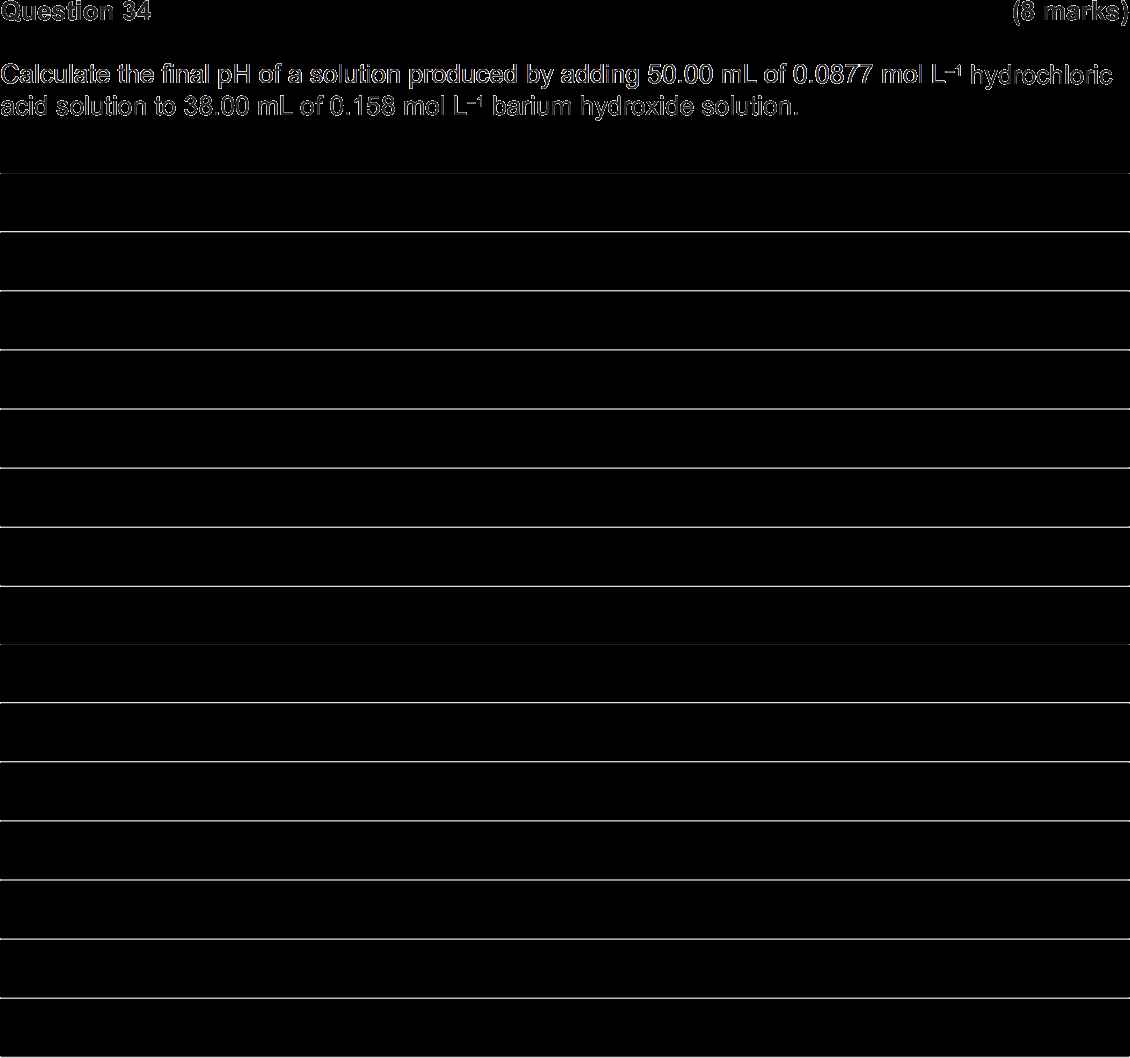 Question 34 (8 marks)
Calculate the final pH of a solution produced by adding 50.00 mL of 0.0877 mol L⁻¹ hydrochloric
acid solution to 38.00 mL of 0.158 mol L⁻¹ barium hydroxide solution.